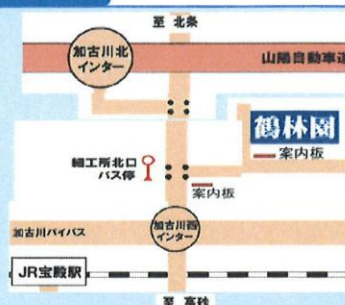 至 北条
加古川北
インター
山陽自動車道
鶴林園
案内板
細工所北口
バス停
案内板
加古川西
インター
加古川バイパス
JR宝殿駅
至 高砂